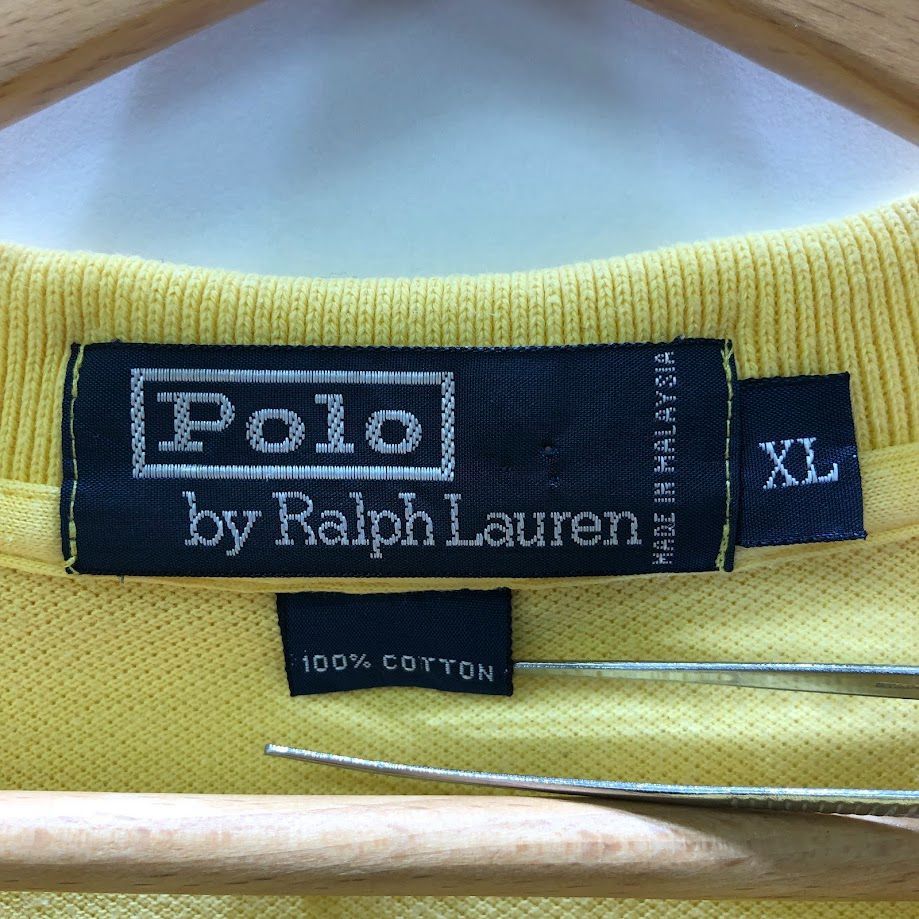 Polo
by Ralph Lauren
MADE IN MALAYSIA
XL
100% COTTON